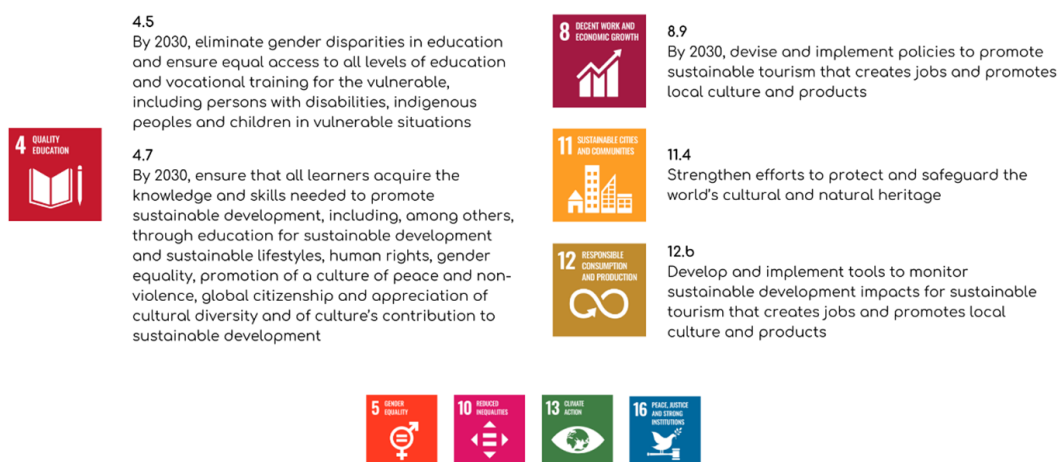 4 QUALITY
EDUCATION
4.5
By 2030, eliminate gender disparities in education
and ensure equal access to all levels of education
and vocational training for the vulnerable,
including persons with disabilities, indigenous
peoples and children in vulnerable situations
4.7
By 2030, ensure that all learners acquire the
knowledge and skills needed to promote
sustainable development, including, among others,
through education for sustainable development
and sustainable lifestyles, human rights, gender
equality, promotion of a culture of peace and non-
violence, global citizenship and appreciation of
cultural diversity and of culture's contribution to
sustainable development
8 DECENT WORK AND
ECONOMIC GROWTH
8.9
By 2030, devise and implement policies to promote
sustainable tourism that creates jobs and promotes
local culture and products
11 SUSTAINABLE CITIES
AND COMMUNITIES
11.4
Strengthen efforts to protect and safeguard the
world's cultural and natural heritage
12 RESPONSIBLE
CONSUMPTION
AND PRODUCTION
12.b
Develop and implement tools to monitor
sustainable development impacts for sustainable
tourism that creates jobs and promotes local
culture and products
5 GENDER
EQUALITY
10 REDUCED
INEQUALITIES
13 CLIMATE
ACTION
16 PEACE, JUSTICE
AND STRONG
INSTITUTIONS